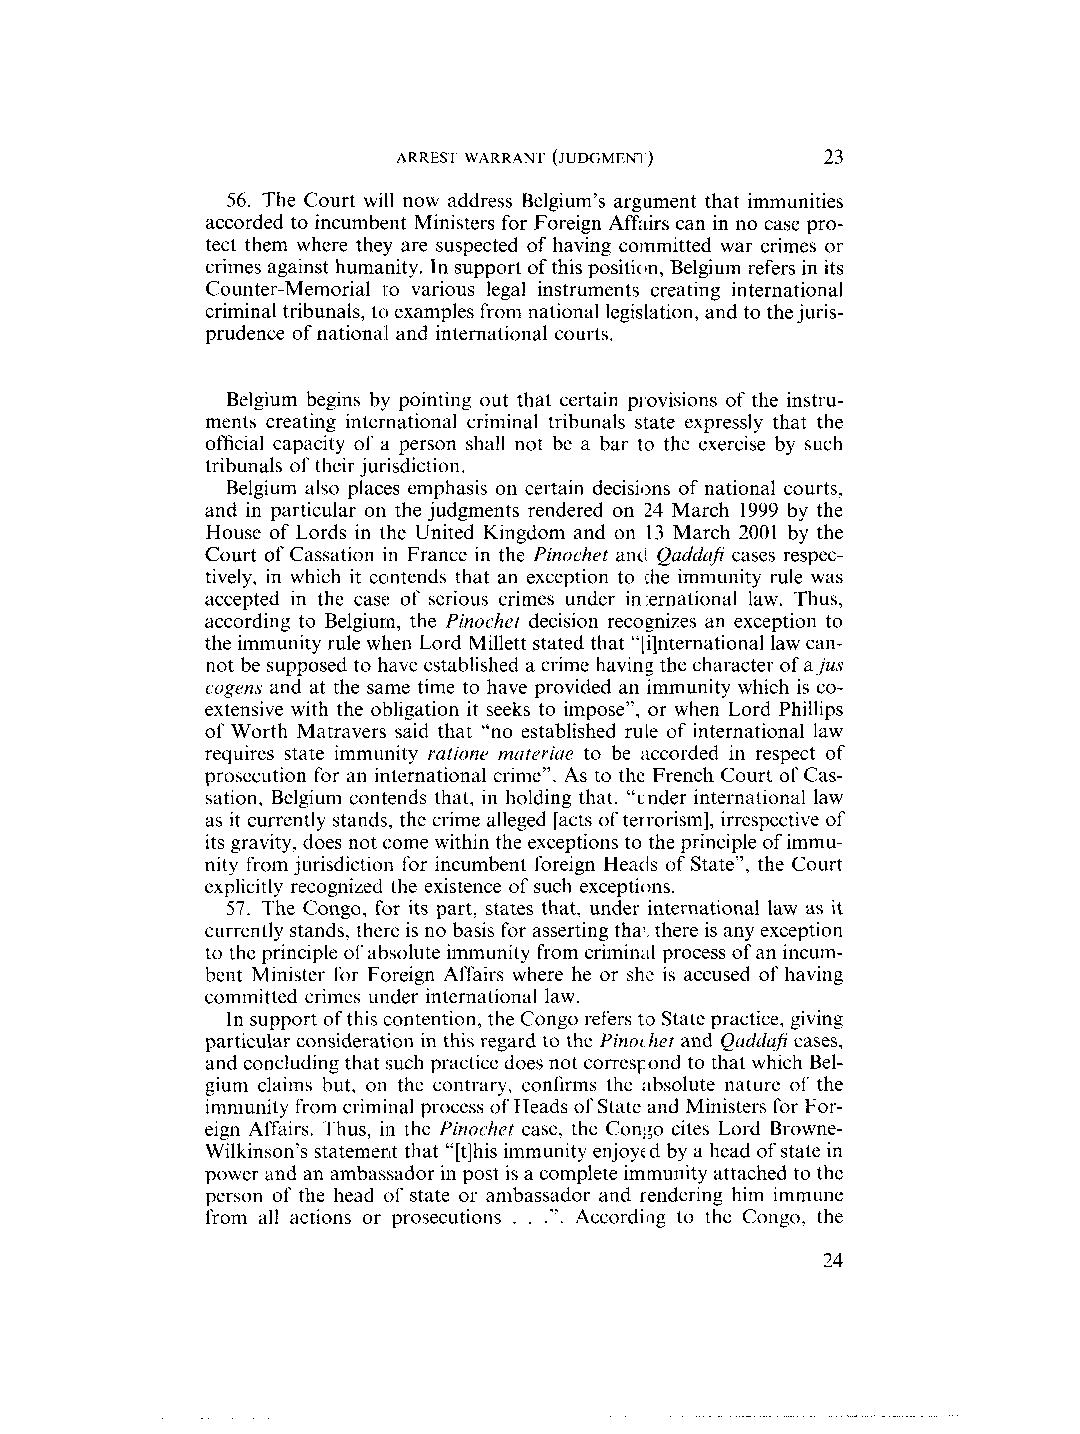 ARREST WARRANT (JUDGMENT) 23
56. The Court will now address Belgium's argument that immunities
accorded to incumbent Ministers for Foreign Affairs can in no case pro-
tect them where they are suspected of having committed war crimes or
crimes against humanity. In support of this position, Belgium refers in its
Counter-Memorial to various legal instruments creating international
criminal tribunals, to examples from national legislation, and to the juris-
prudence of national and international courts.
Belgium begins by pointing out that certain provisions of the instru-
ments creating international criminal tribunals state expressly that the
official capacity of a person shall not be a bar to the exercise by such
tribunals of their jurisdiction.
Belgium also places emphasis on certain decisions of national courts,
and in particular on the judgments rendered on 24 March 1999 by the
House of Lords in the United Kingdom and on 13 March 2001 by the
Court of Cassation in France in the Pinochet and Qaddafi cases respec-
tively, in which it contends that an exception to the immunity rule was
accepted in the case of serious crimes under international law. Thus,
according to Belgium, the Pinochet decision recognizes an exception to
the immunity rule when Lord Millett stated that "[i]nternational law can-
not be supposed to have established a crime having the character of a jus
cogens and at the same time to have provided an immunity which is co-
extensive with the obligation it seeks to impose", or when Lord Phillips
of Worth Matravers said that "no established rule of international law
requires state immunity ratione materiae to be accorded in respect of
prosecution for an international crime". As to the French Court of Cas-
sation, Belgium contends that, in holding that, "under international law
as it currently stands, the crime alleged [acts of terrorism], irrespective of
its gravity, does not come within the exceptions to the principle of immu-
nity from jurisdiction for incumbent foreign Heads of State", the Court
explicitly recognized the existence of such exceptions.
57. The Congo, for its part, states that, under international law as it
currently stands, there is no basis for asserting that there is any exception
to the principle of absolute immunity from criminal process of an incum-
bent Minister for Foreign Affairs where he or she is accused of having
committed crimes under international law.
In support of this contention, the Congo refers to State practice, giving
particular consideration in this regard to the Pinochet and Qaddafi cases,
and concluding that such practice does not correspond to that which Bel-
gium claims but, on the contrary, confirms the absolute nature of the
immunity from criminal process of Heads of State and Ministers for For-
eign Affairs. Thus, in the Pinochet case, the Congo cites Lord Browne-
Wilkinson's statement that "[t]his immunity enjoyed by a head of state in
power and an ambassador in post is a complete immunity attached to the
person of the head of state or ambassador and rendering him immune
from all actions or prosecutions . . .". According to the Congo, the
24